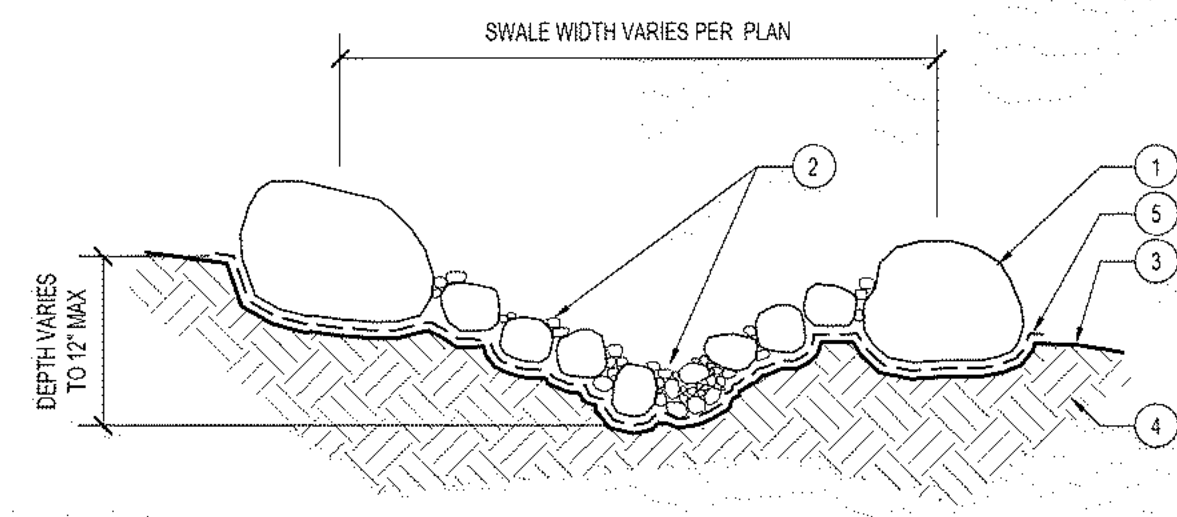 SWALE WIDTH VARIES PER PLAN
2
1
5
3
DEPTH VARIES
TO 12" MAX
4